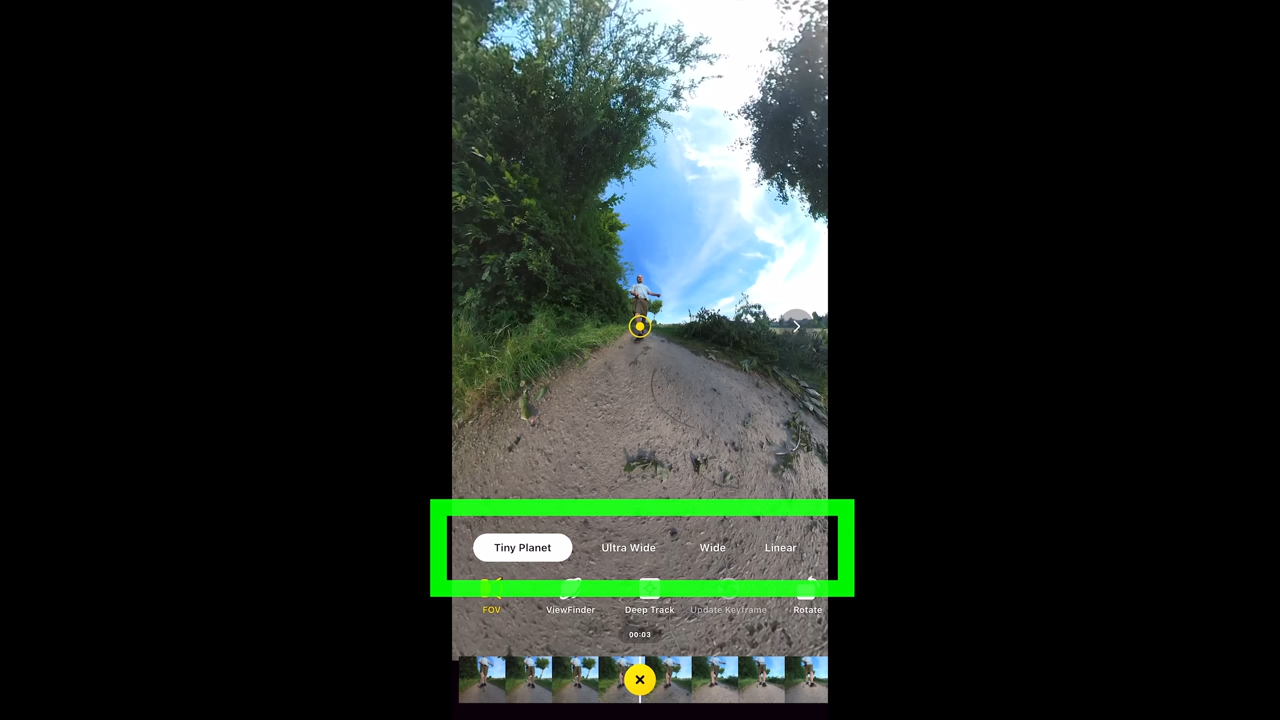 Tiny Planet Ultra Wide Wide Linear
FOV ViewFinder Deep Track Update Keyframe Rotate
00:03